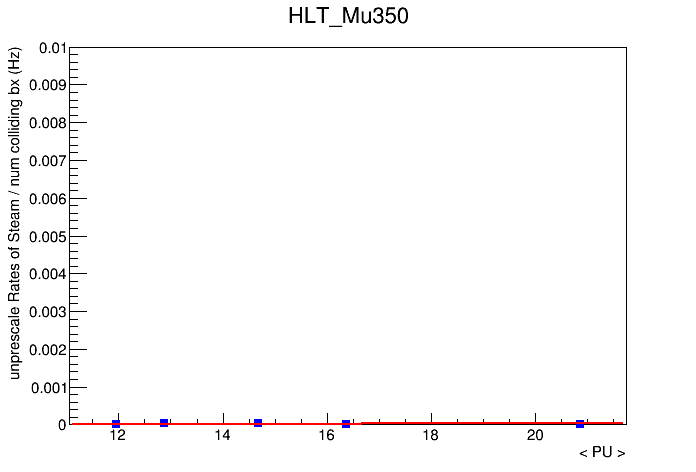 HLT_Mu350
unprescale Rates of Steam / num colliding bx (Hz)
0.01
0.009
0.008
0.007
0.006
0.005
0.004
0.003
0.002
0.001
0
12 14 16 18 20
< PU >